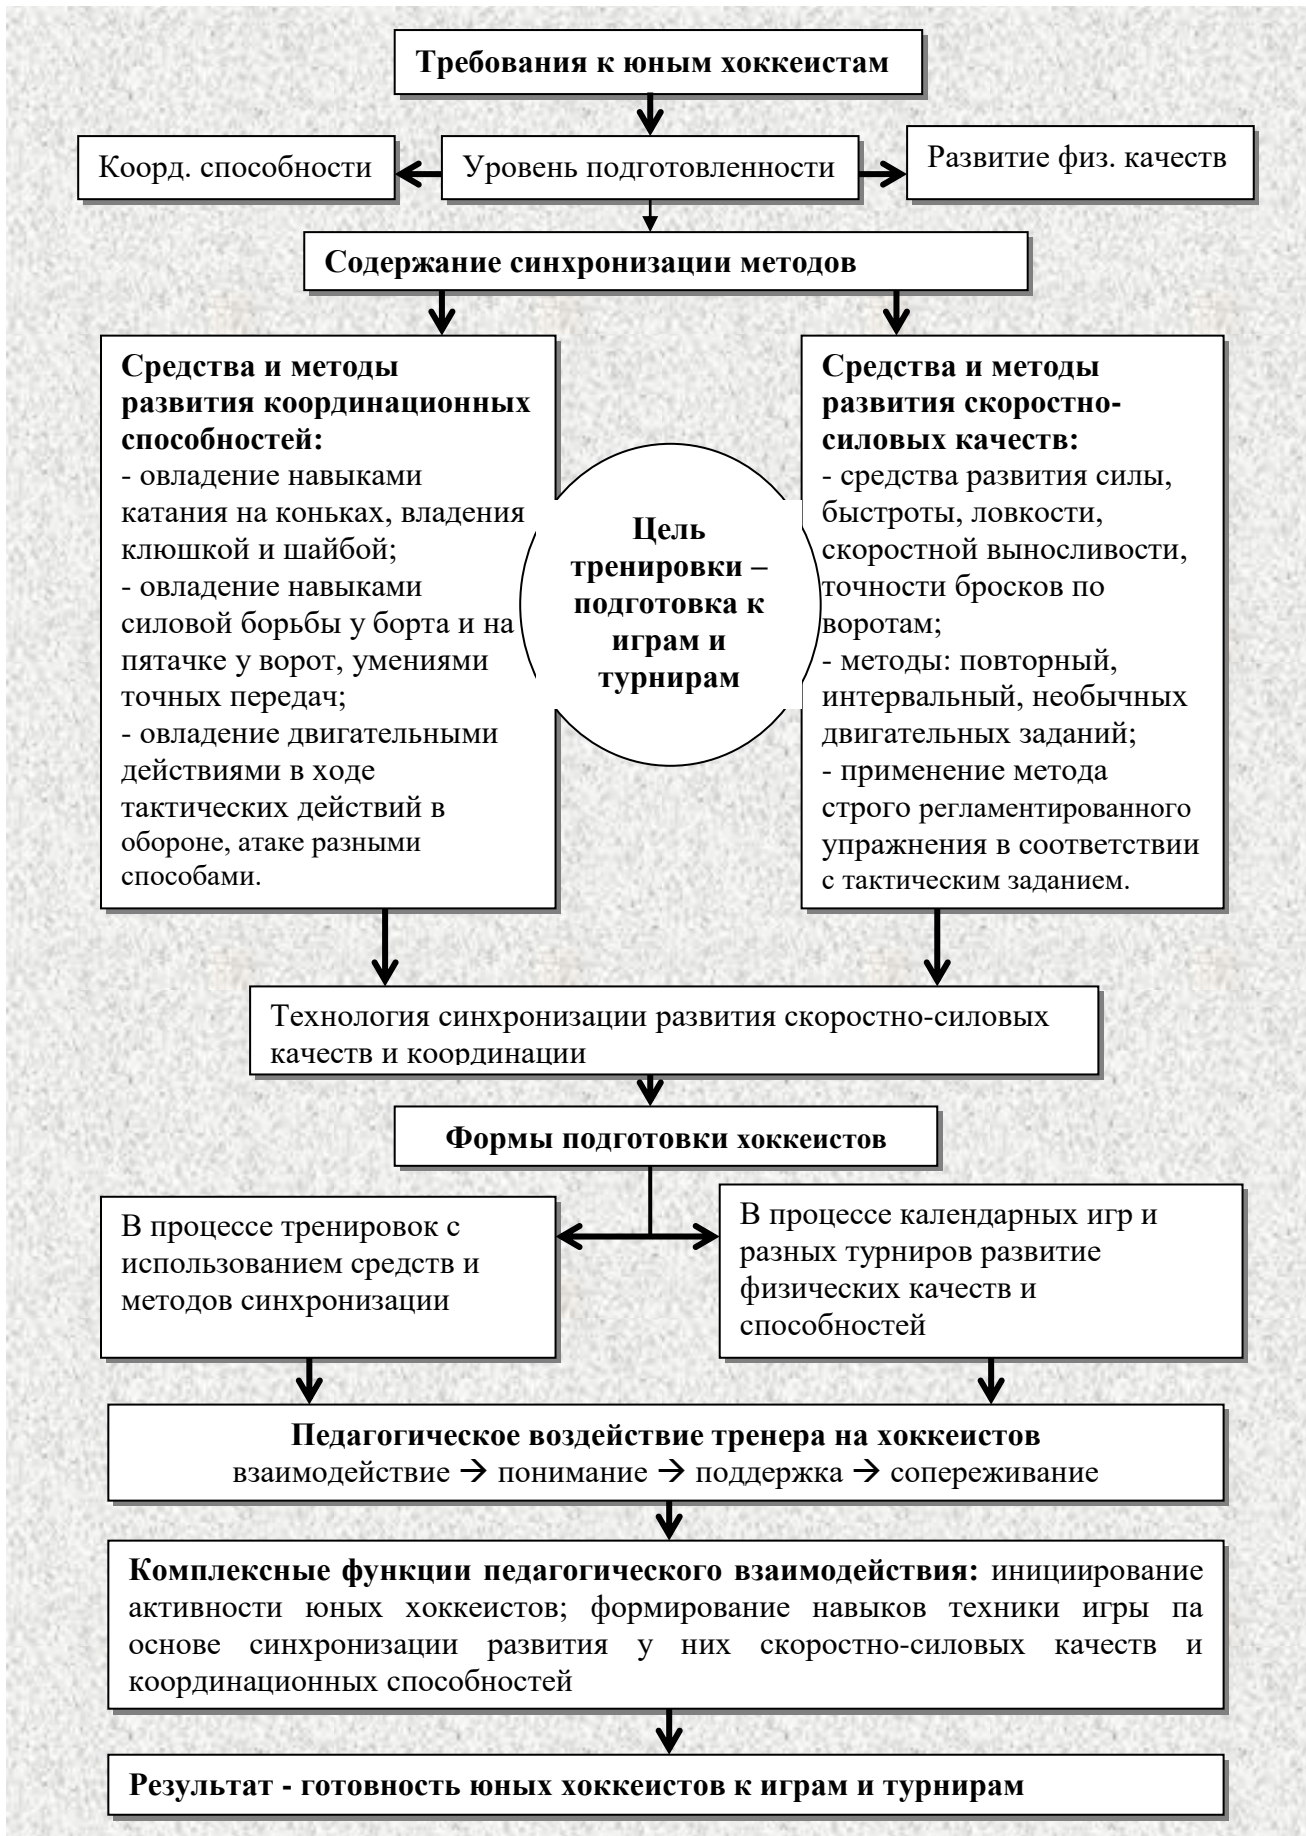 Требования к юным хоккеистам
Коорд. способности
Уровень подготовленности
Развитие физ. качеств
Содержание синхронизации методов
Средства и методы
развития координационных
способностей:
- овладение навыками
катания на коньках, владения
клюшкой и шайбой;
- овладение навыками
силовой борьбы у борта и на
пятачке у ворот, умениями
точных передач;
- овладение двигательными
действиями в ходе
тактических действий в
обороне, атаке разными
способами.
Цель
тренировки –
подготовка к
играм и
турнирам
Средства и методы
развития скоростно-
силовых качеств:
- средства развития силы,
быстроты, ловкости,
скоростной выносливости,
точности бросков по
воротам;
- методы: повторный,
интервальный, необычных
двигательных заданий;
- применение метода
строго регламентированного
упражнения в соответствии
с тактическим заданием.
Технология синхронизации развития скоростно-силовых
качеств и координации
Формы подготовки хоккеистов
В процессе тренировок с
использованием средств и
методов синхронизации
В процессе календарных игр и
разных турниров развитие
физических качеств и
способностей
Педагогическое воздействие тренера на хоккеистов
взаимодействие → понимание → поддержка → сопереживание
Комплексные функции педагогического взаимодействия: инициирование
активности юных хоккеистов; формирование навыков техники игры па
основе синхронизации развития у них скоростно-силовых качеств и
координационных способностей
Результат - готовность юных хоккеистов к играм и турнирам